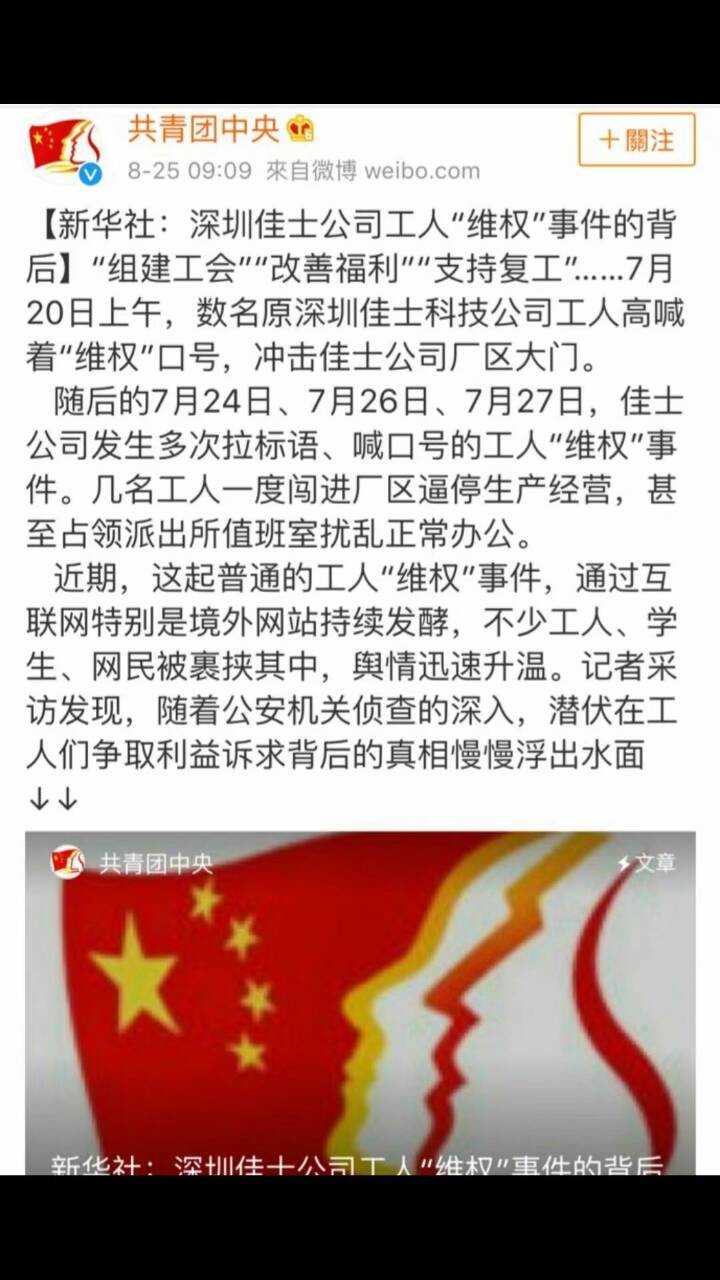 共青团中央
+關注
8-25 09:09 來自微博 weibo.com
【新华社：深圳佳士公司工人“维权”事件的背
后】“组建工会”“改善福利”“支持复工”……7月
20日上午，数名原深圳佳士科技公司工人高喊
着“维权”口号，冲击佳士公司厂区大门。
随后的7月24日、7月26日、7月27日，佳士
公司发生多次拉标语、喊口号的工人“维权”事
件。几名工人一度闯进厂区逼停生产经营，甚
至占领派出所值班室扰乱正常办公。
近期，这起普通的工人“维权”事件，通过互
联网特别是境外网站持续发酵，不少工人、学
生、网民被裹挟其中，舆情迅速升温。记者采
访发现，随着公安机关侦查的深入，潜伏在工
人们争取利益诉求背后的真相慢慢浮出水面
↓↓
共青团中央
文章
新华社：深圳佳士公司工人“维权”事件的背后